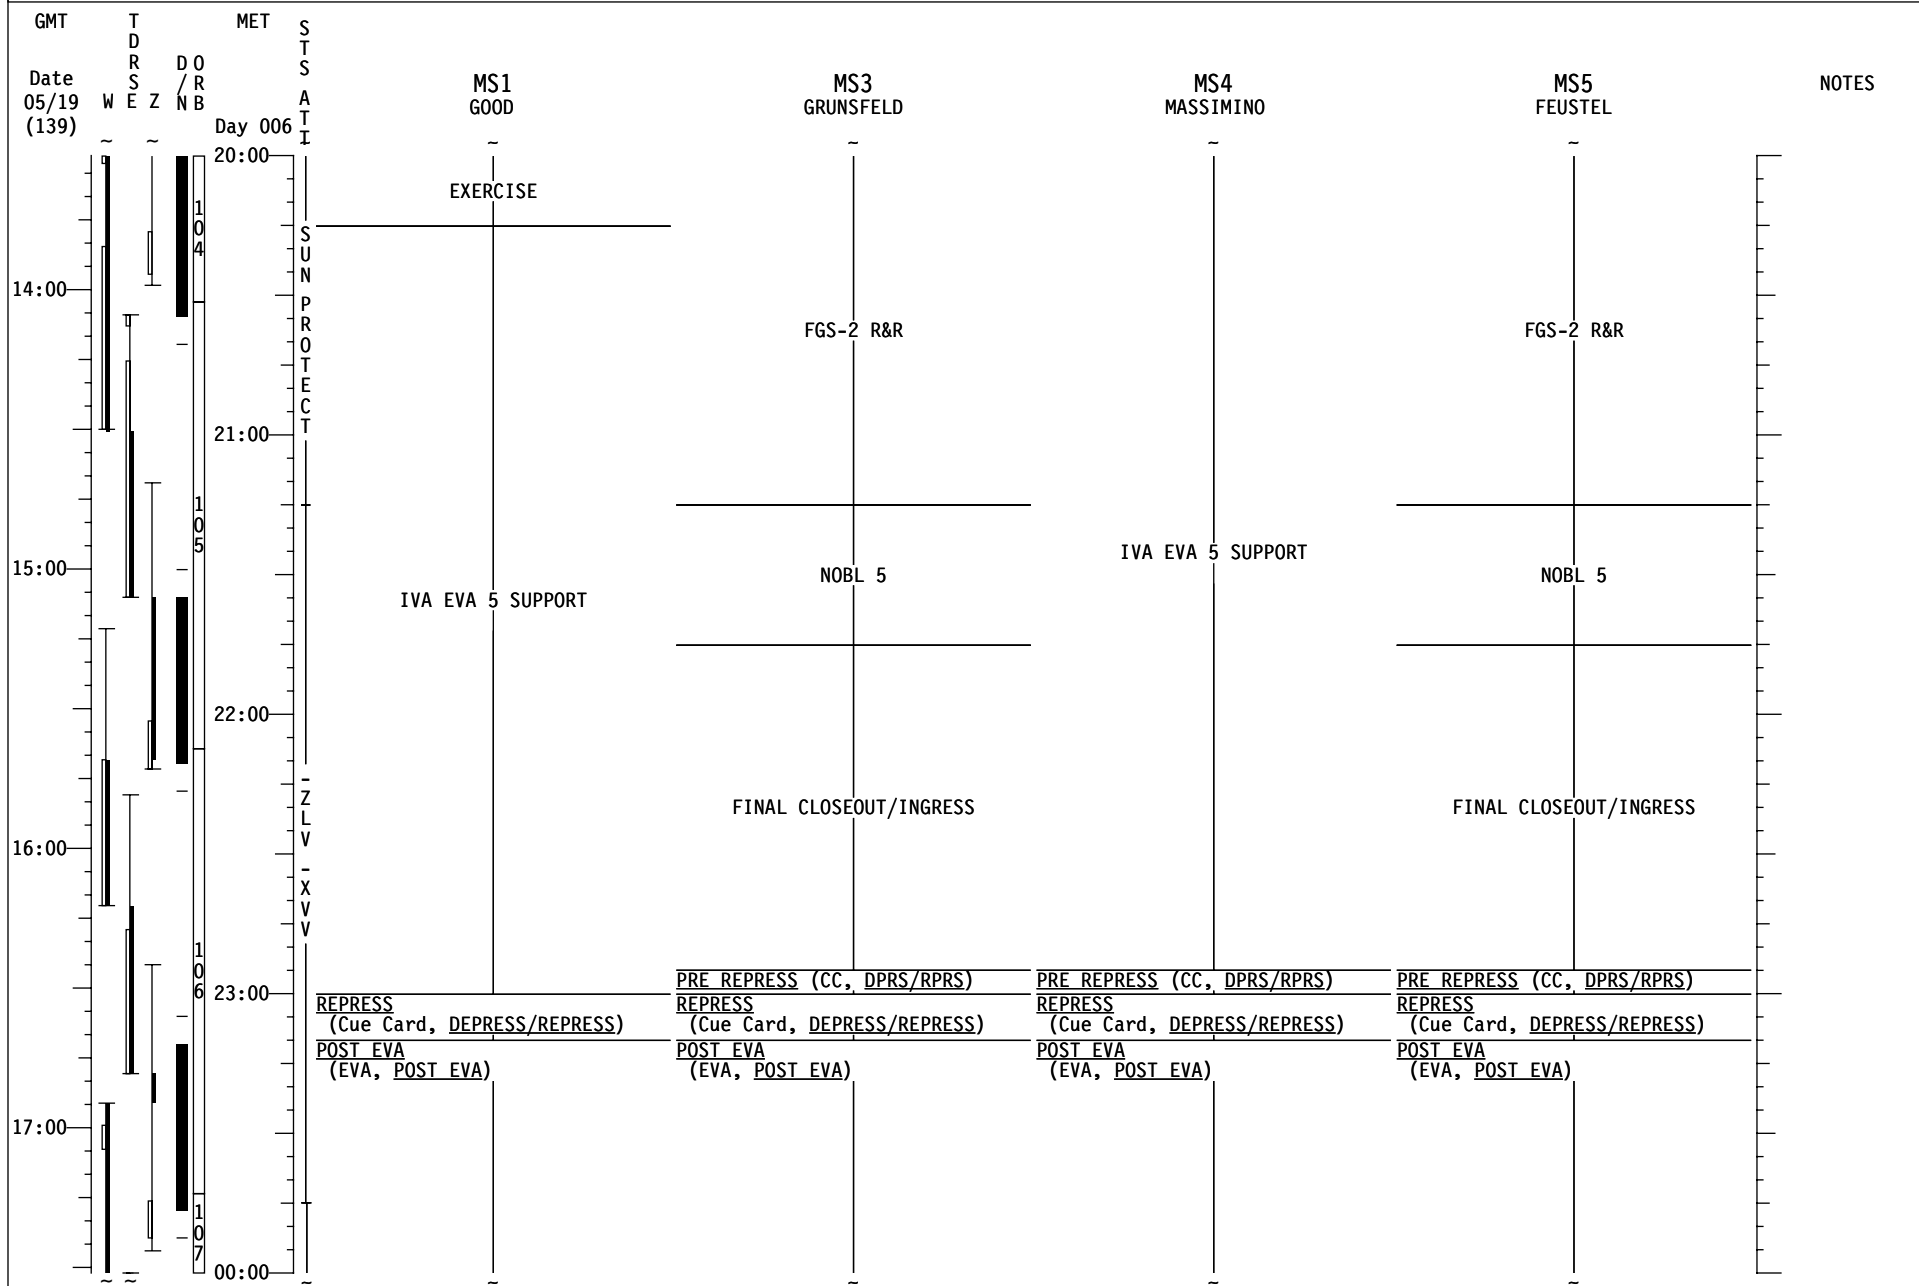 GMT
Date
05/19
(139)
TDRS
W E Z
D/N
ORB
MET
Day 006
STS ATT
MS1
GOOD
MS3
GRUNSFELD
MS4
MASSIMINO
MS5
FEUSTEL
NOTES
~ ~ ~ ~ ~ ~ ~
20:00
EXERCISE
104
SUN PROTECT
14:00
FGS-2 R&R FGS-2 R&R
21:00
105
IVA EVA 5 SUPPORT
15:00
NOBL 5 NOBL 5
IVA EVA 5 SUPPORT
22:00
-ZLV -XVV
FINAL CLOSEOUT/INGRESS FINAL CLOSEOUT/INGRESS
16:00
106
PRE REPRESS (CC, DPRS/RPRS) PRE REPRESS (CC, DPRS/RPRS) PRE REPRESS (CC, DPRS/RPRS)
23:00
REPRESS REPRESS REPRESS REPRESS
(Cue Card, DEPRESS/REPRESS) (Cue Card, DEPRESS/REPRESS) (Cue Card, DEPRESS/REPRESS) (Cue Card, DEPRESS/REPRESS)
POST EVA POST EVA POST EVA POST EVA
(EVA, POST EVA) (EVA, POST EVA) (EVA, POST EVA) (EVA, POST EVA)
17:00
107
00:00
~ ~ ~ ~ ~ ~ ~